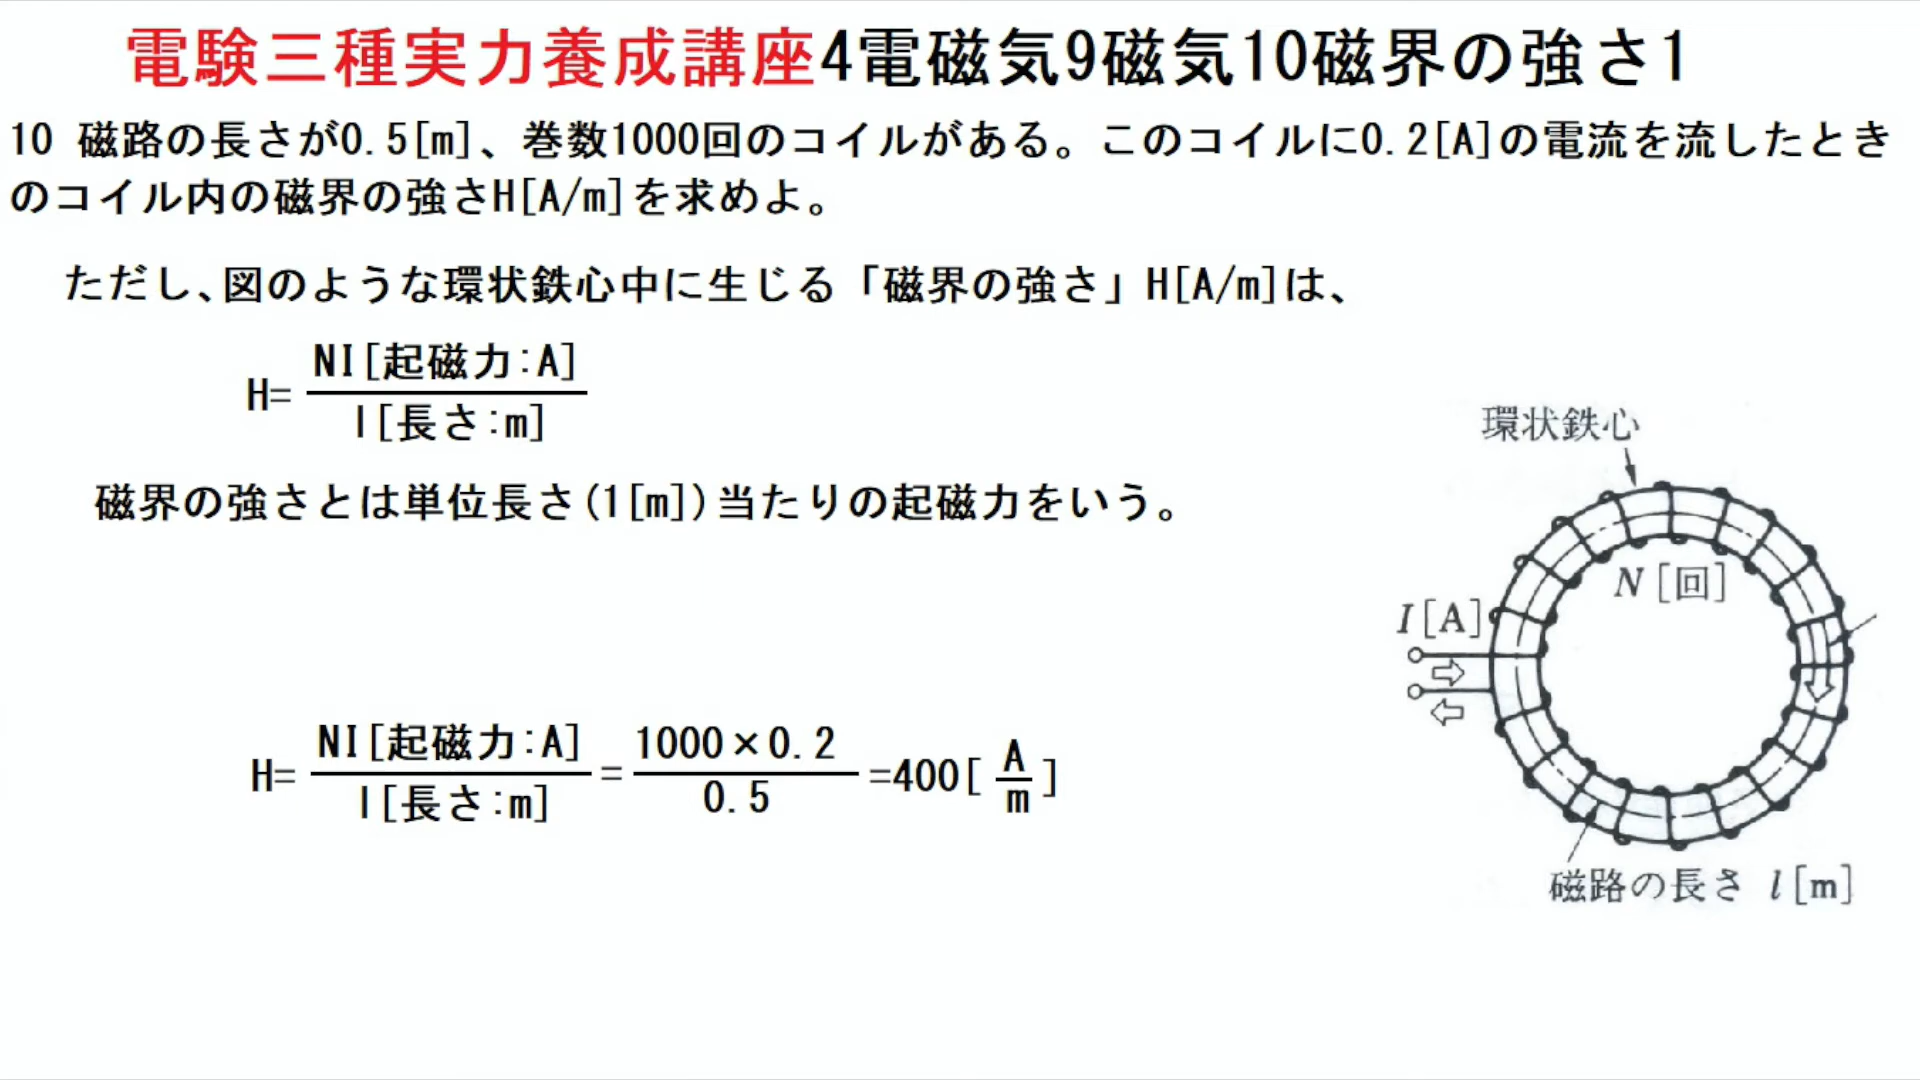 電験三種実力養成講座4電磁気9磁気10磁界の強さ1
10 磁路の長さが0.5[m]、巻数1000回のコイルがある。このコイルに0.2[A]の電流を流したとき
のコイル内の磁界の強さH[A/m]を求めよ。
ただし、図のような環状鉄心中に生じる「磁界の強さ」H[A/m]は、
NI[起磁力:A]
H=
l[長さ:m]
磁界の強さとは単位長さ(1[m])当たりの起磁力をいう。
環状鉄心
N[回]
I[A]
NI[起磁力:A] 1000×0.2 A
H= = =400[ ]
l[長さ:m] 0.5 m
磁路の長さ l[m]